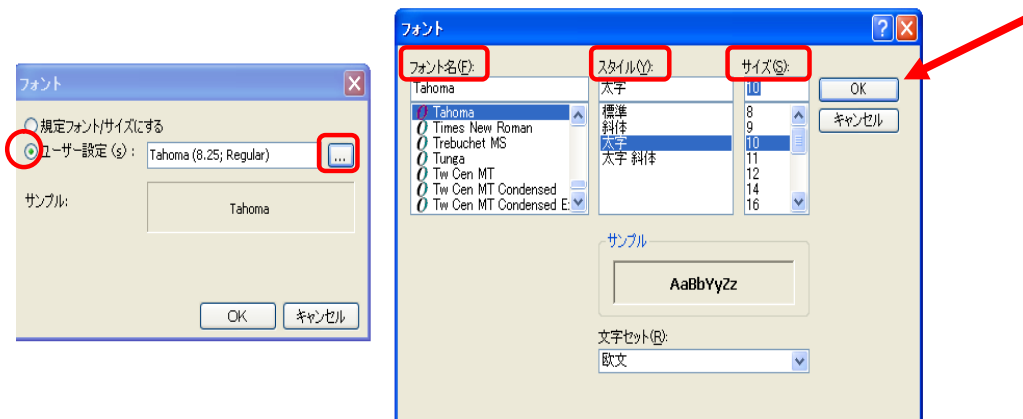 フォント
規定フォント/サイズにする
ユーザー設定 (s) :
Tahoma (8.25; Regular)
...
サンプル:
Tahoma
OK
キャンセル
フォント
フォント名(F):
スタイル(Y):
サイズ(S):
Tahoma
太字
10
OK
キャンセル
Tahoma
Times New Roman
Trebuchet MS
Tunga
Tw Cen MT
Tw Cen MT Condensed
Tw Cen MT Condensed E
標準
斜体
太字
太字 斜体
8
9
10
11
12
14
16
サンプル
AaBbYyZz
文字セット(R):
欧文